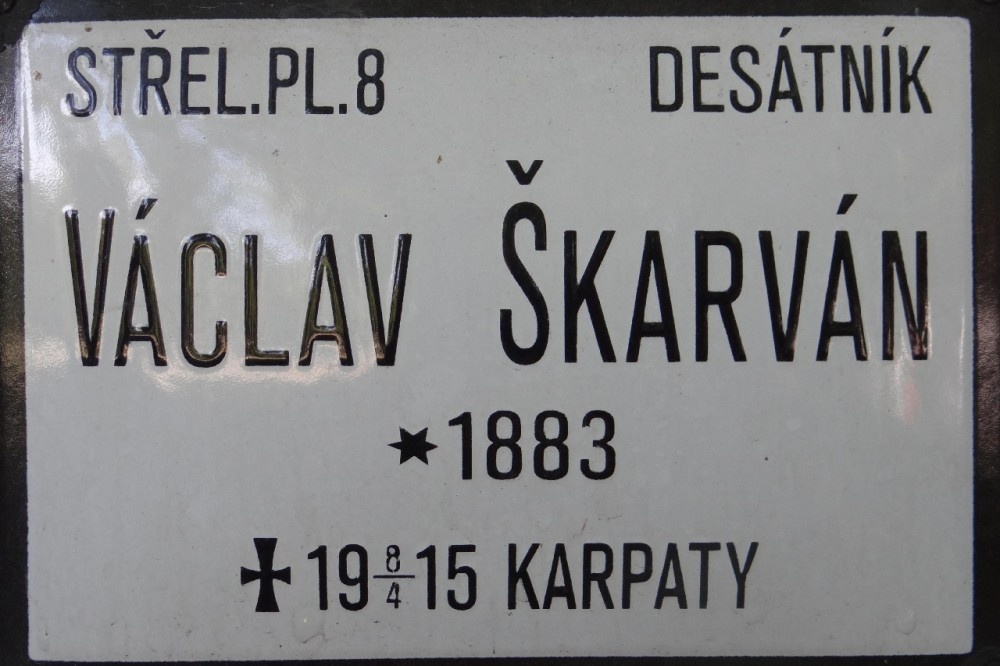 STŘEL.PL.8 DESÁTNÍK
VÁCLAV ŠKARVÁN
✶1883
✠19 8/4 15 KARPATY